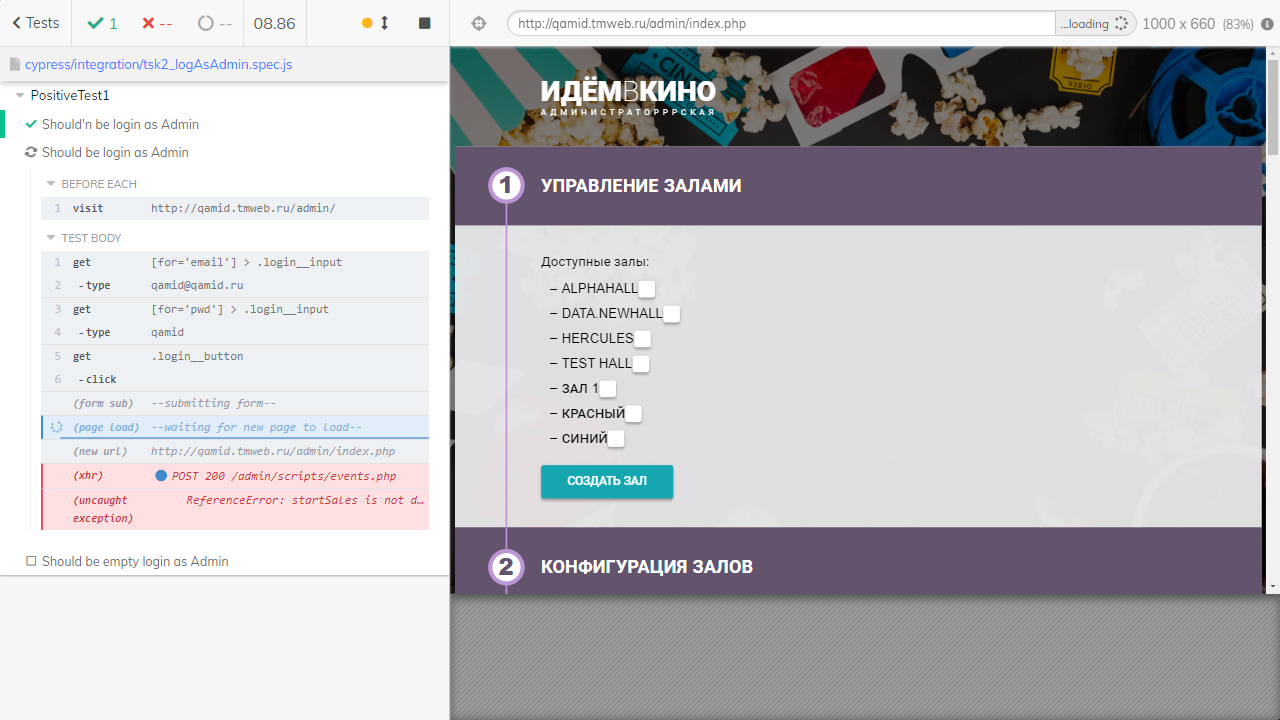 Tests
1
--
--
08.86
cypress/integration/tsk2_logAsAdmin.spec.js
PositiveTest1
Should'n be login as Admin
Should be login as Admin
BEFORE EACH
1 visit http://qamid.tmweb.ru/admin/
TEST BODY
1 get [for='email'] > .login__input
2 -type qamid@qamid.ru
3 get [for='pwd'] > .login__input
4 -type qamid
5 get .login__button
6 -click
(form sub) --submitting form--
(page load) --waiting for new page to load--
(new url) http://qamid.tmweb.ru/admin/index.php
(xhr) POST 200 /admin/scripts/events.php
(uncaught exception) ReferenceError: startSales is not d…
Should be empty login as Admin
http://qamid.tmweb.ru/admin/index.php
...loading
1000 x 660 (83%)
CINEMA
93810
ИДЁМВКИНО
АДМИНИСТРАТОРРРСКАЯ
1 УПРАВЛЕНИЕ ЗАЛАМИ
Доступные залы:
– ALPHAHALL
– DATA.NEWHALL
– HERCULES
– TEST HALL
– ЗАЛ 1
– КРАСНЫЙ
– СИНИЙ
СОЗДАТЬ ЗАЛ
2 КОНФИГУРАЦИЯ ЗАЛОВ